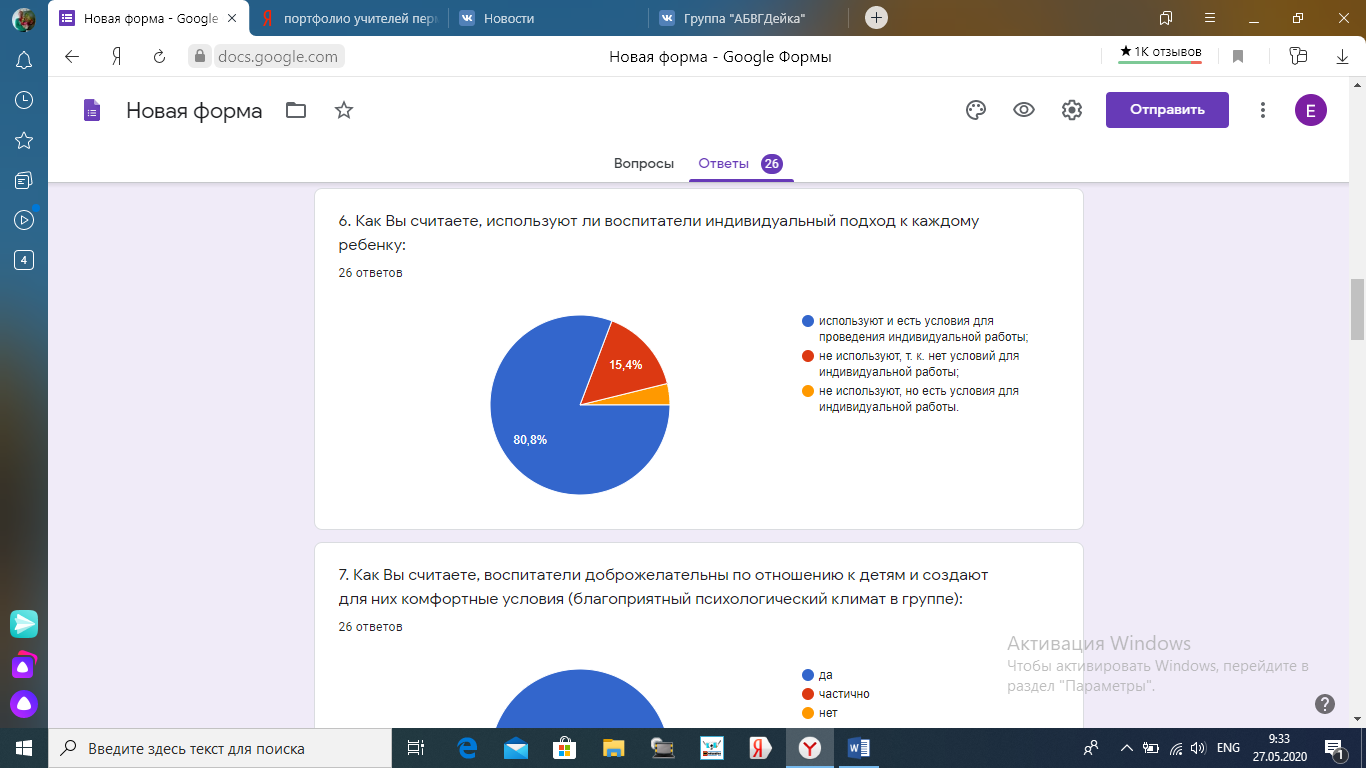 Новая форма - Google
портфолио учителей пер
Новости
Группа "АБВГДейка"
docs.google.com
Новая форма - Google Формы
★ 1К отзывов
Новая форма
Отправить
E
Вопросы
Ответы 26
6. Как Вы считаете, используют ли воспитатели индивидуальный подход к каждому
ребенку:
26 ответов
используют и есть условия для
проведения индивидуальной работы;
не используют, т. к. нет условий для
индивидуальной работы;
не используют, но есть условия для
индивидуальной работы.
15,4%
80,8%
7. Как Вы считаете, воспитатели доброжелательны по отношению к детям и создают
для них комфортные условия (благоприятный психологический климат в группе):
26 ответов
да
частично
нет
Активация Windows
Чтобы активировать Windows, перейдите в
раздел "Параметры".
4
Введите здесь текст для поиска
ENG
9:33
27.05.2020
1